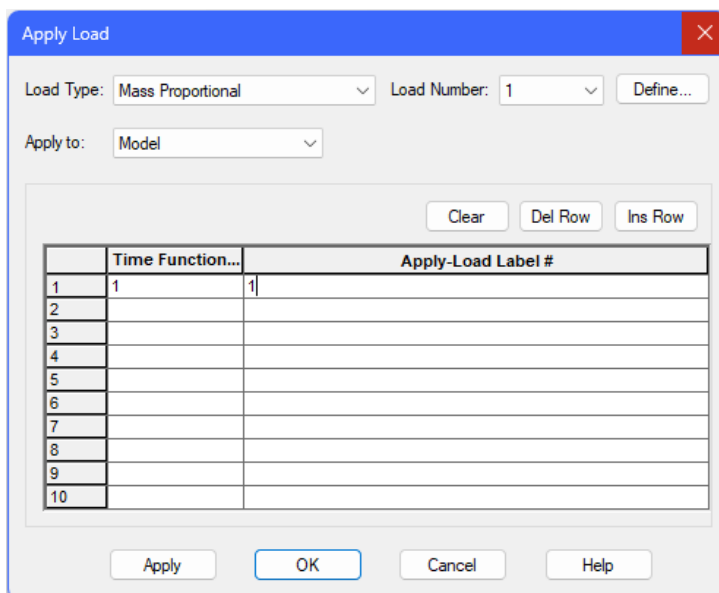 Apply Load
Load Type: Mass Proportional Load Number: 1 Define...
Apply to: Model
Clear Del Row Ins Row
Time Function... Apply-Load Label #
1 1 1
2
3
4
5
6
7
8
9
10
Apply OK Cancel Help